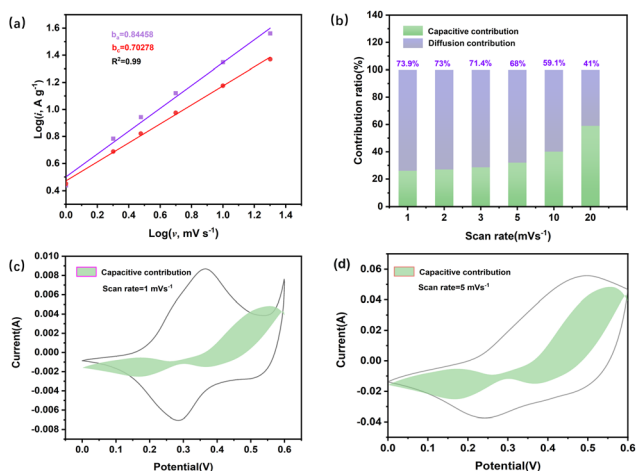 (a)
b_a=0.84458
b_c=0.70278
R²=0.99
Log(i, A g⁻¹)
1.6
1.4
1.2
1.0
0.8
0.6
0.4
0.0 0.2 0.4 0.6 0.8 1.0 1.2 1.4
Log(v, mV s⁻¹)
(b)
Capacitive contribution
Diffusion contribution
Contribution ratio(%)
140
120
100
80
60
40
20
0
73.9% 73% 71.4% 68% 59.1% 41%
1 2 3 5 10 20
Scan rate(mVs⁻¹)
(c)
Capacitive contribution
Scan rate=1 mVs⁻¹
Current(A)
0.010
0.008
0.006
0.004
0.002
0.000
-0.002
-0.004
-0.006
-0.008
0.0 0.1 0.2 0.3 0.4 0.5 0.6
Potential(V)
(d)
Capacitive contribution
Scan rate=5 mVs⁻¹
Current(A)
0.06
0.04
0.02
0.00
-0.02
-0.04
0.0 0.1 0.2 0.3 0.4 0.5 0.6
Potential(V)